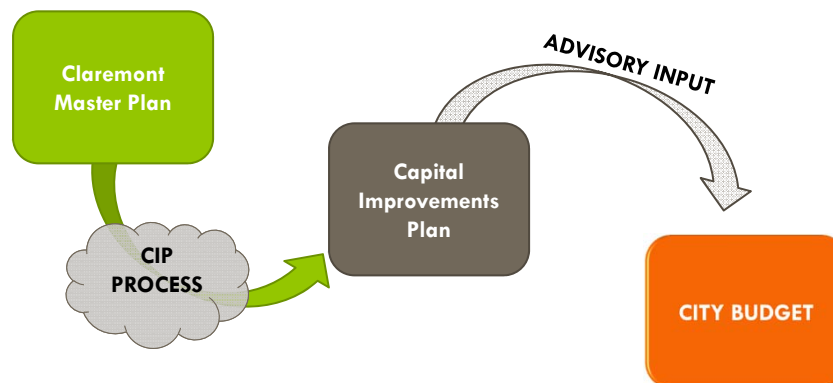 Claremont
Master Plan
ADVISORY INPUT
Capital
Improvements
Plan
CIP
PROCESS
CITY BUDGET